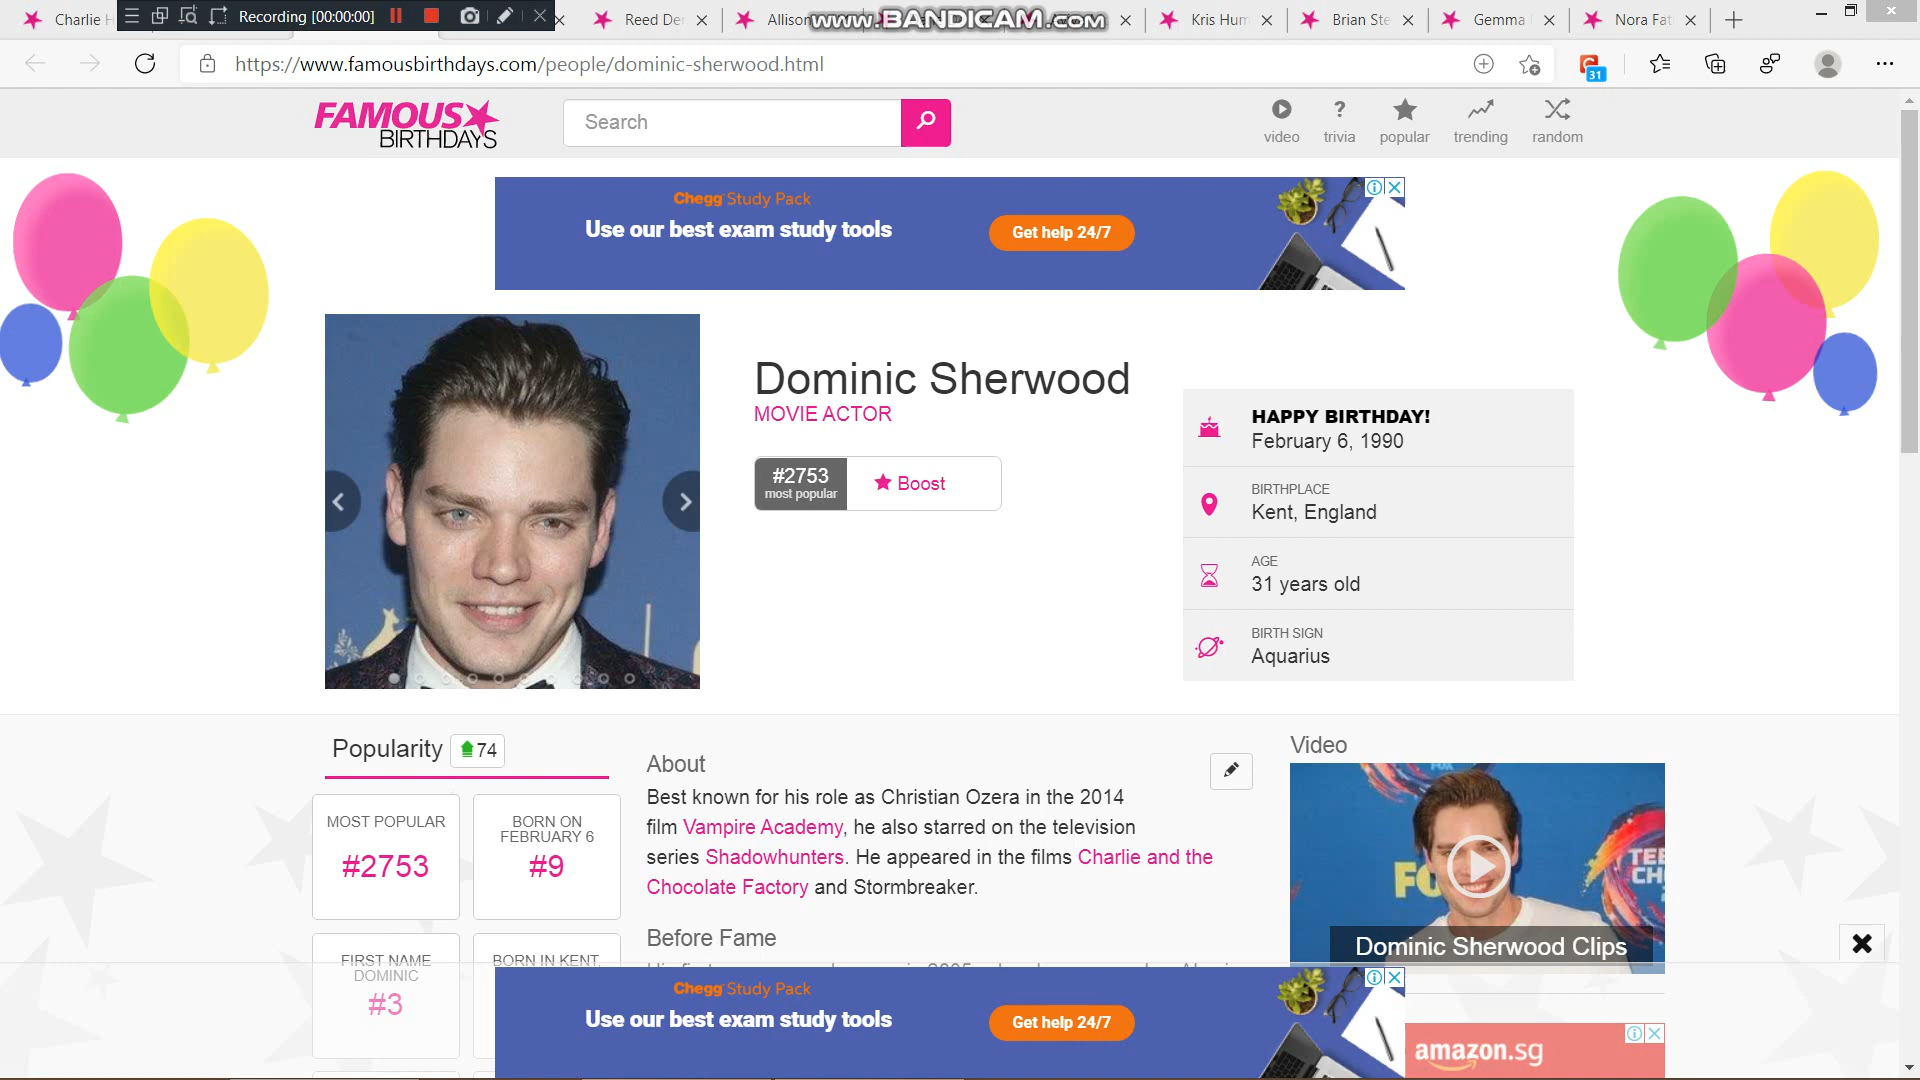 Charlie H
Recording [00:00:00]
Reed De
Allison
www.BANDICAM.com
Kris Hum
Brian Ste
Gemma
Nora Fat
https://www.famousbirthdays.com/people/dominic-sherwood.html
31
FAMOUS
BIRTHDAYS
Search
video
?
trivia
popular
trending
random
Chegg Study Pack
Use our best exam study tools
Get help 24/7
Dominic Sherwood
MOVIE ACTOR
#2753
most popular
Boost
HAPPY BIRTHDAY!
February 6, 1990
BIRTHPLACE
Kent, England
AGE
31 years old
BIRTH SIGN
Aquarius
Popularity
74
MOST POPULAR
#2753
BORN ON
FEBRUARY 6
#9
FIRST NAME
DOMINIC
#3
BORN IN KENT,
About
Best known for his role as Christian Ozera in the 2014
film Vampire Academy, he also starred on the television
series Shadowhunters. He appeared in the films Charlie and the
Chocolate Factory and Stormbreaker.
Before Fame
Video
FOX
FO
TEE
CH
Dominic Sherwood Clips
Chegg Study Pack
Use our best exam study tools
Get help 24/7
amazon.sg